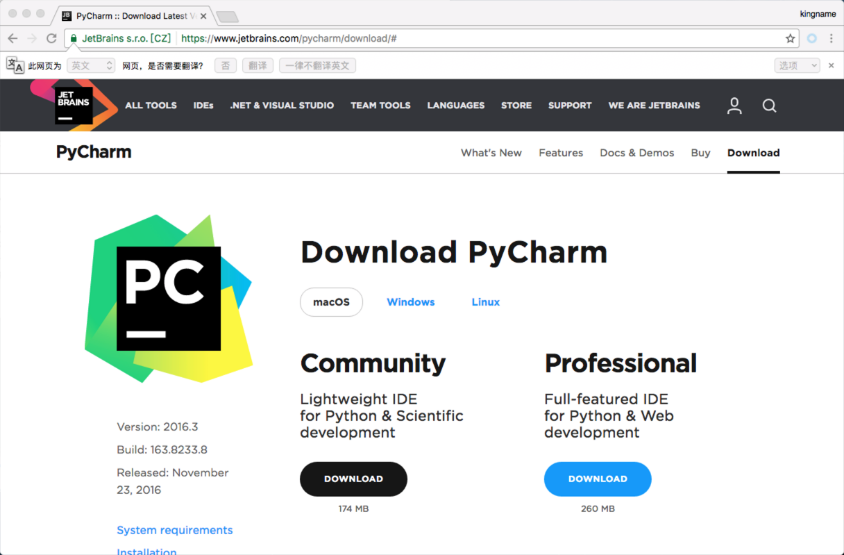 PyCharm :: Download Latest V
kingname
JetBrains s.r.o. [CZ] https://www.jetbrains.com/pycharm/download/#
此网页为 英文 网页，是否需要翻译? 否 翻译 一律不翻译英文 选项
JET
BRAINS
ALL TOOLS IDEs .NET & VISUAL STUDIO TEAM TOOLS LANGUAGES STORE SUPPORT WE ARE JETBRAINS
PyCharm What's New Features Docs & Demos Buy Download
PC
Download PyCharm
macOS Windows Linux
Community
Lightweight IDE
for Python & Scientific
development
DOWNLOAD
174 MB
Professional
Full-featured IDE
for Python & Web
development
DOWNLOAD
260 MB
Version: 2016.3
Build: 163.8233.8
Released: November
23, 2016
System requirements
Installation